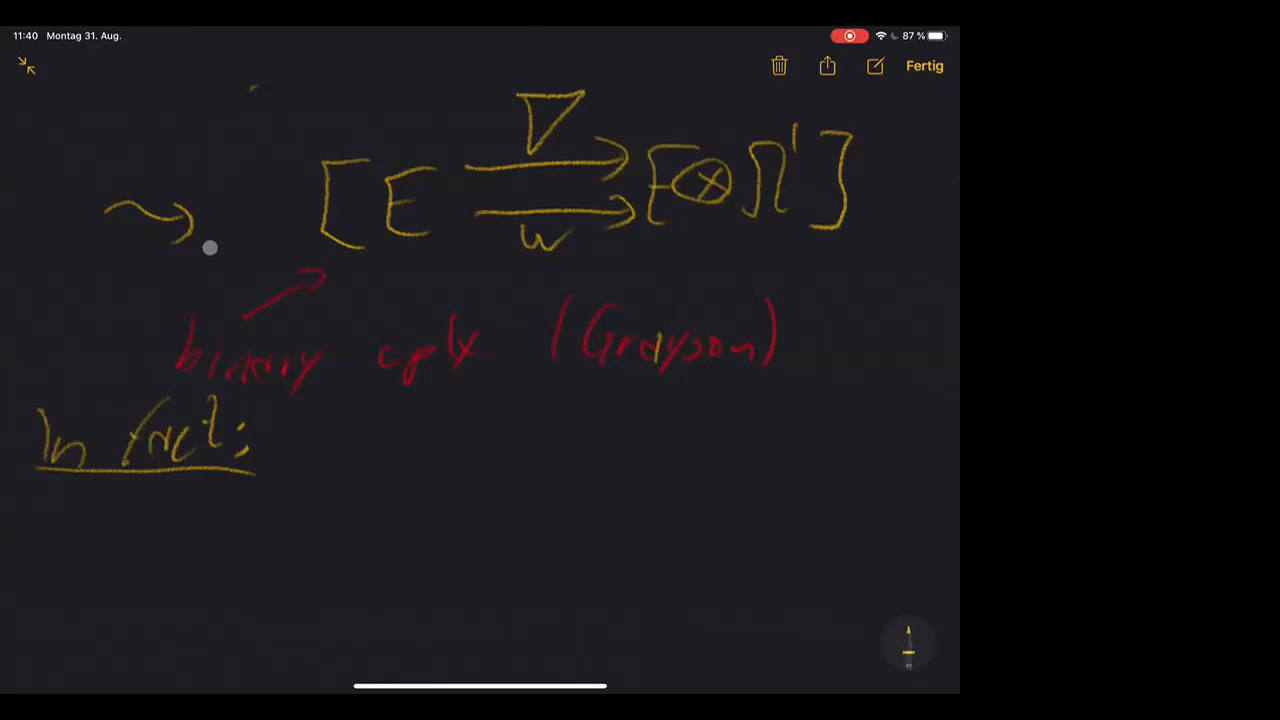 11:40 Montag 31. Aug. 87 %
Fertig
∇
[ E E ⊗ Ω¹ ]
ω
binary cplx (Grayson)
In fact: